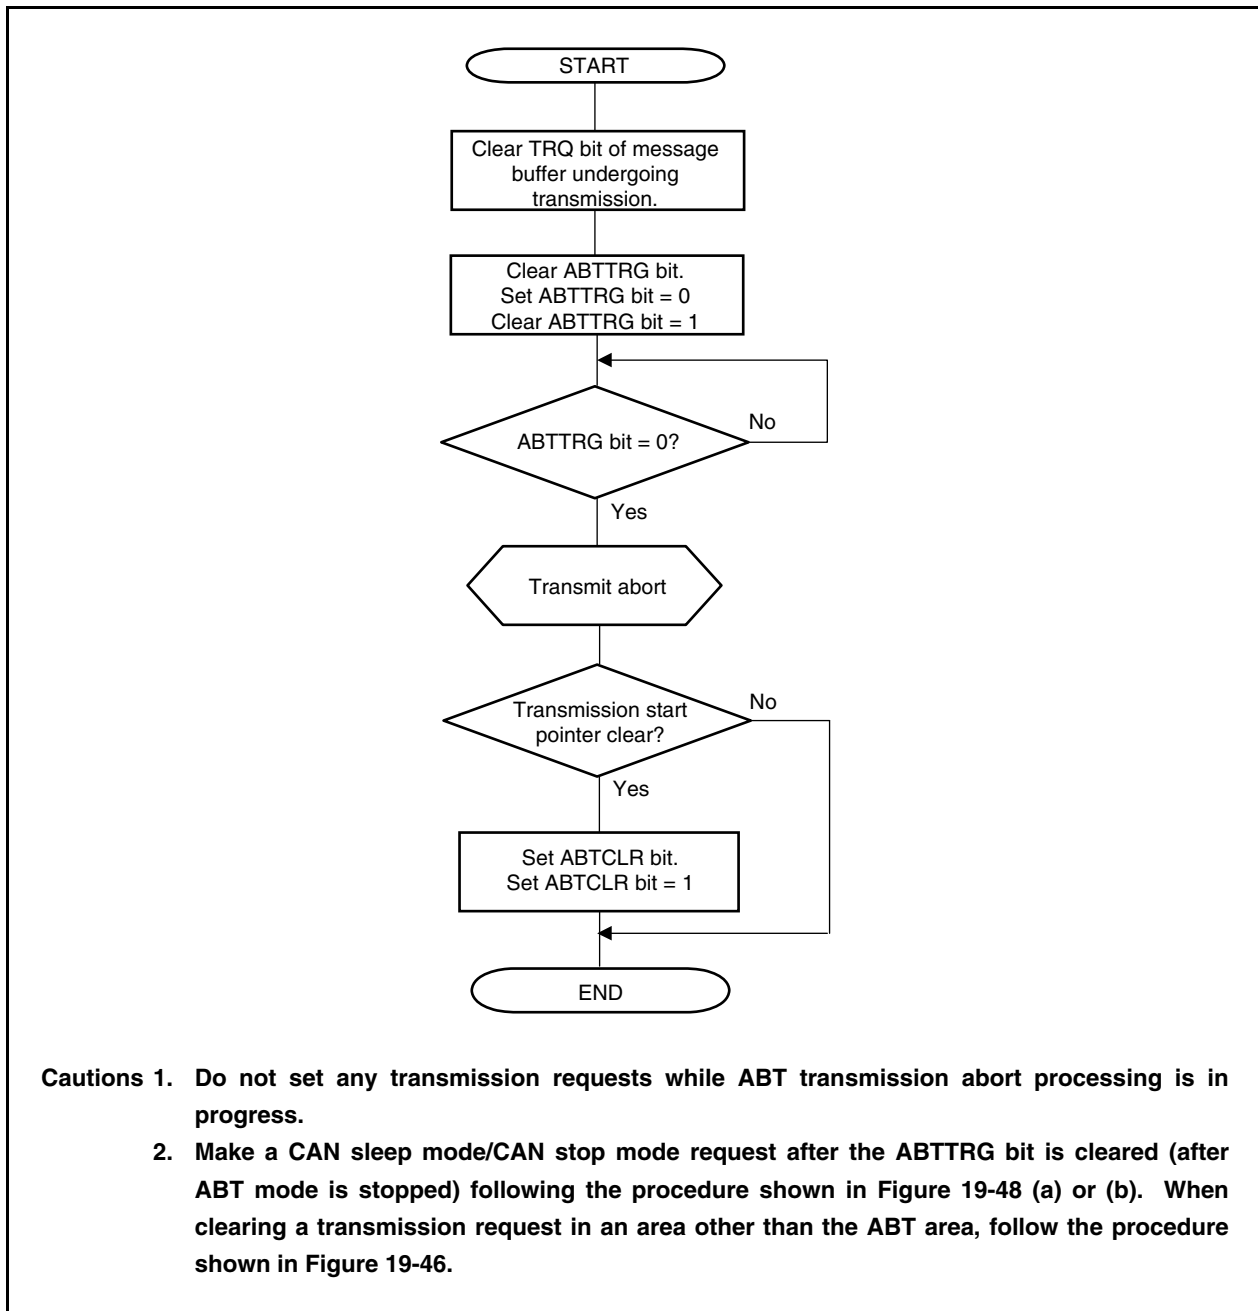 START
Clear TRQ bit of message
buffer undergoing
transmission.
Clear ABTTRG bit.
Set ABTTRG bit = 0
Clear ABTTRG bit = 1
ABTTRG bit = 0?
No
Yes
Transmit abort
Transmission start
pointer clear?
No
Yes
Set ABTCLR bit.
Set ABTCLR bit = 1
END
Cautions 1. Do not set any transmission requests while ABT transmission abort processing is in
progress.
2. Make a CAN sleep mode/CAN stop mode request after the ABTTRG bit is cleared (after
ABT mode is stopped) following the procedure shown in Figure 19-48 (a) or (b). When
clearing a transmission request in an area other than the ABT area, follow the procedure
shown in Figure 19-46.